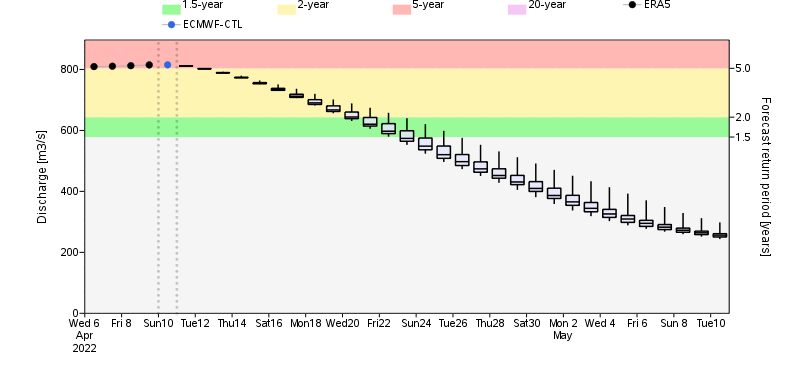 1.5-year 2-year 5-year 20-year ERA5
ECMWF-CTL
800
600
400
200
0
Discharge [m3/s]
5.0
2.0
1.5
Forecast return period [years]
Wed 6 Fri 8 Sun10 Tue12 Thu14 Sat16 Mon18 Wed20 Fri22 Sun24 Tue26 Thu28 Sat30 Mon 2 Wed 4 Fri 6 Sun 8 Tue10
Apr May
2022